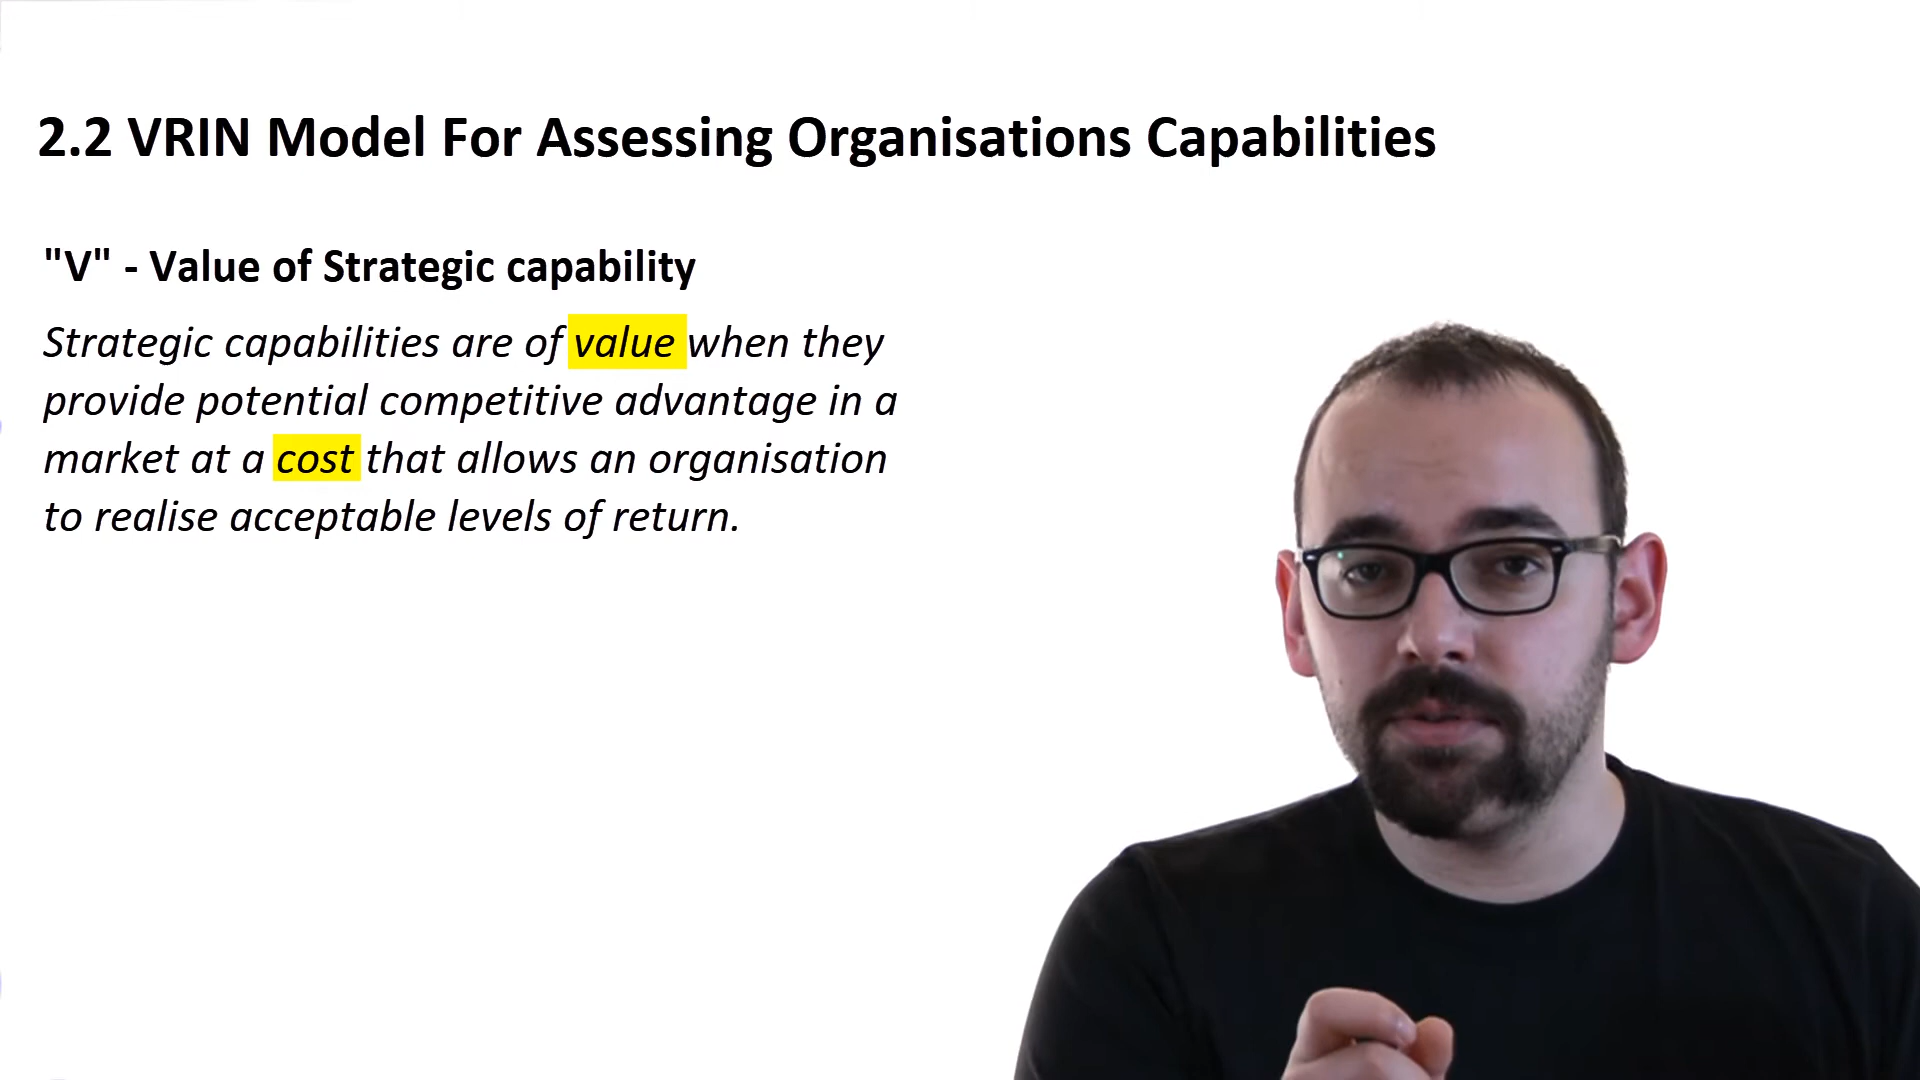 2.2 VRIN Model For Assessing Organisations Capabilities
"V" - Value of Strategic capability
Strategic capabilities are of value when they
provide potential competitive advantage in a
market at a cost that allows an organisation
to realise acceptable levels of return.